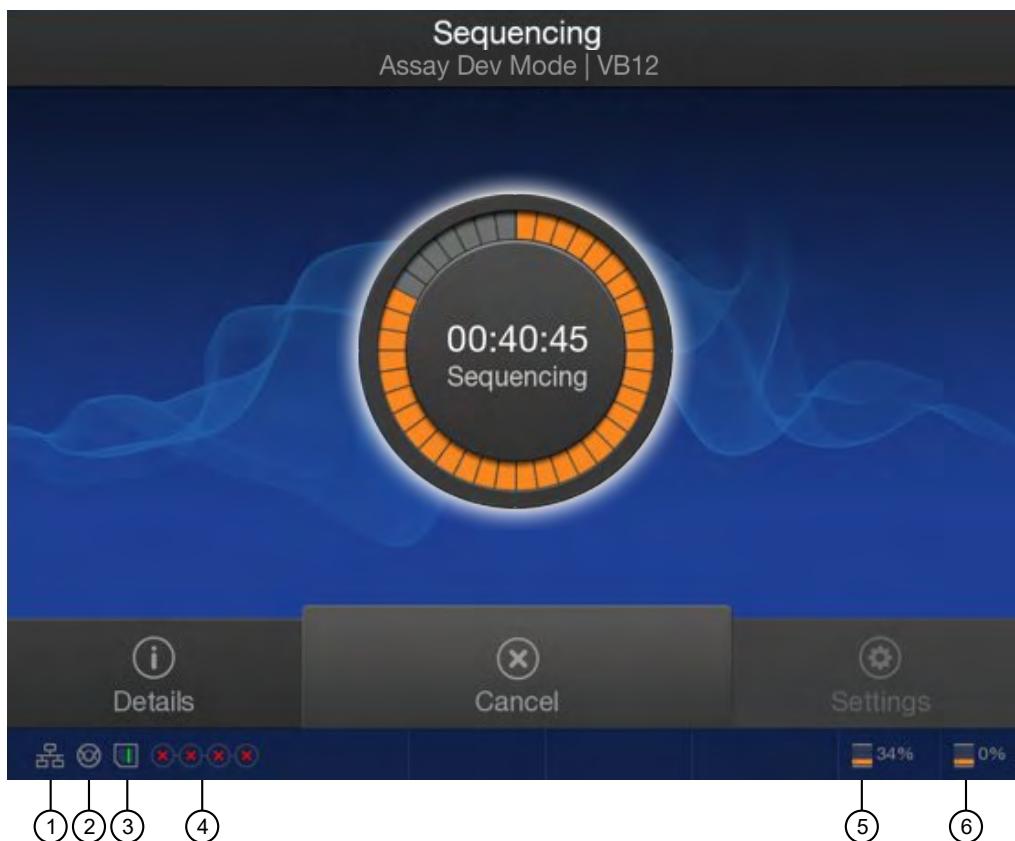 Sequencing
Assay Dev Mode | VB12
00:40:45
Sequencing
Details
Cancel
Settings
34%
0%
1 2 3 4 5 6